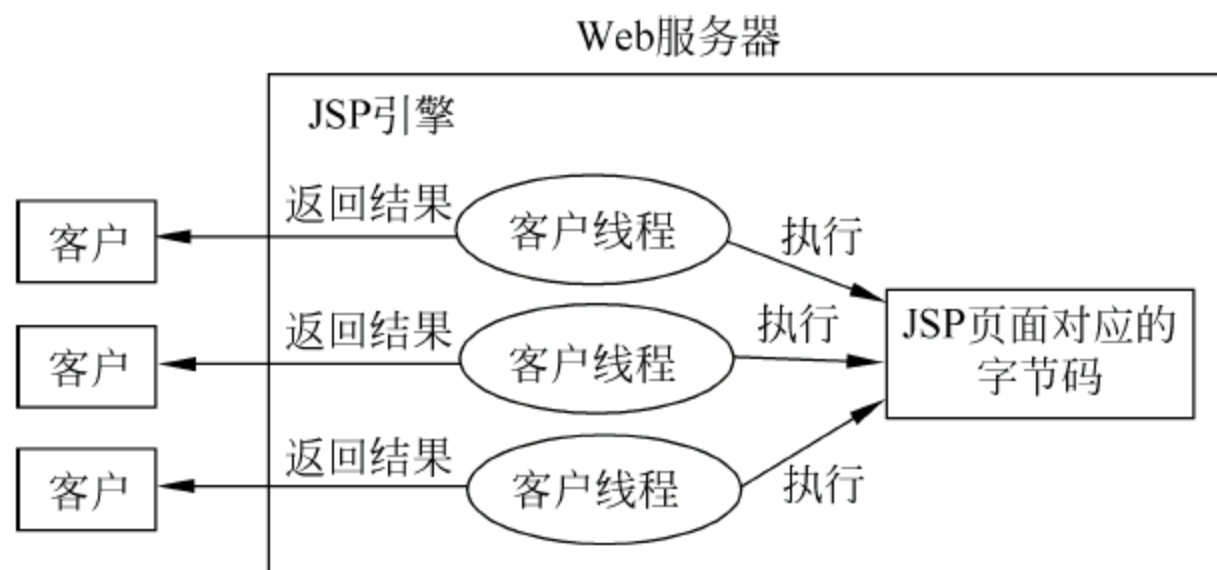 Web服务器
JSP引擎
返回结果
客户
客户线程
执行
返回结果
客户
客户线程
执行
JSP页面对应的
字节码
返回结果
客户
客户线程
执行